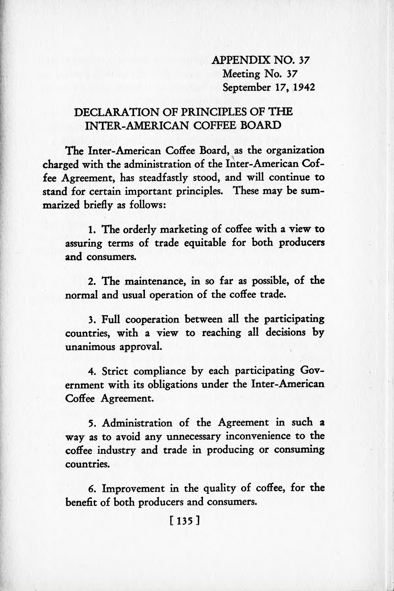 APPENDIX NO. 37
Meeting No. 37
September 17, 1942
DECLARATION OF PRINCIPLES OF THE
INTER-AMERICAN COFFEE BOARD
The Inter-American Coffee Board, as the organization
charged with the administration of the Inter-American Cof-
fee Agreement, has steadfastly stood, and will continue to
stand for certain important principles. These may be sum-
marized briefly as follows:
1. The orderly marketing of coffee with a view to
assuring terms of trade equitable for both producers
and consumers.
2. The maintenance, in so far as possible, of the
normal and usual operation of the coffee trade.
3. Full cooperation between all the participating
countries, with a view to reaching all decisions by
unanimous approval.
4. Strict compliance by each participating Gov-
ernment with its obligations under the Inter-American
Coffee Agreement.
5. Administration of the Agreement in such a
way as to avoid any unnecessary inconvenience to the
coffee industry and trade in producing or consuming
countries.
6. Improvement in the quality of coffee, for the
benefit of both producers and consumers.
[ 135 ]